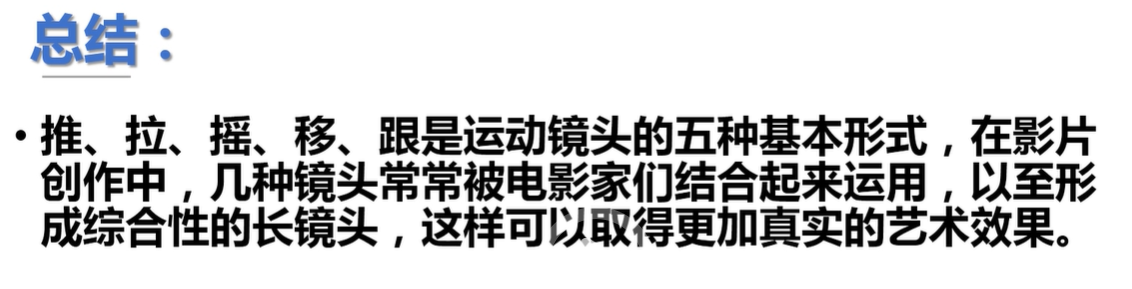 总结：
• 推、拉、摇、移、跟是运动镜头的五种基本形式，在影片
创作中，几种镜头常常被电影家们结合起来运用，以至形
成综合性的长镜头，这样可以取得更加真实的艺术效果。